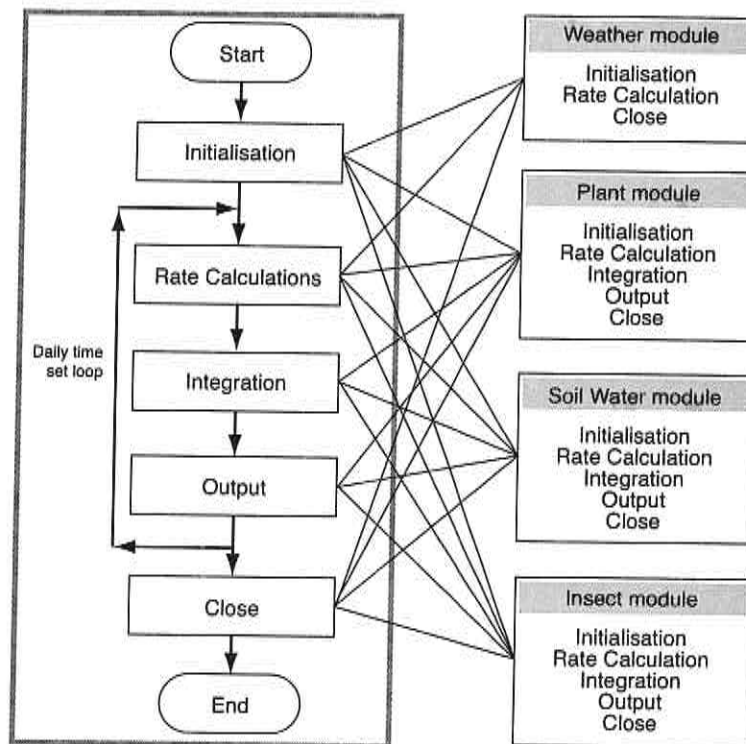 Start
Initialisation
Rate Calculations
Daily time
set loop
Integration
Output
Close
End
Weather module
Initialisation
Rate Calculation
Close
Plant module
Initialisation
Rate Calculation
Integration
Output
Close
Soil Water module
Initialisation
Rate Calculation
Integration
Output
Close
Insect module
Initialisation
Rate Calculation
Integration
Output
Close